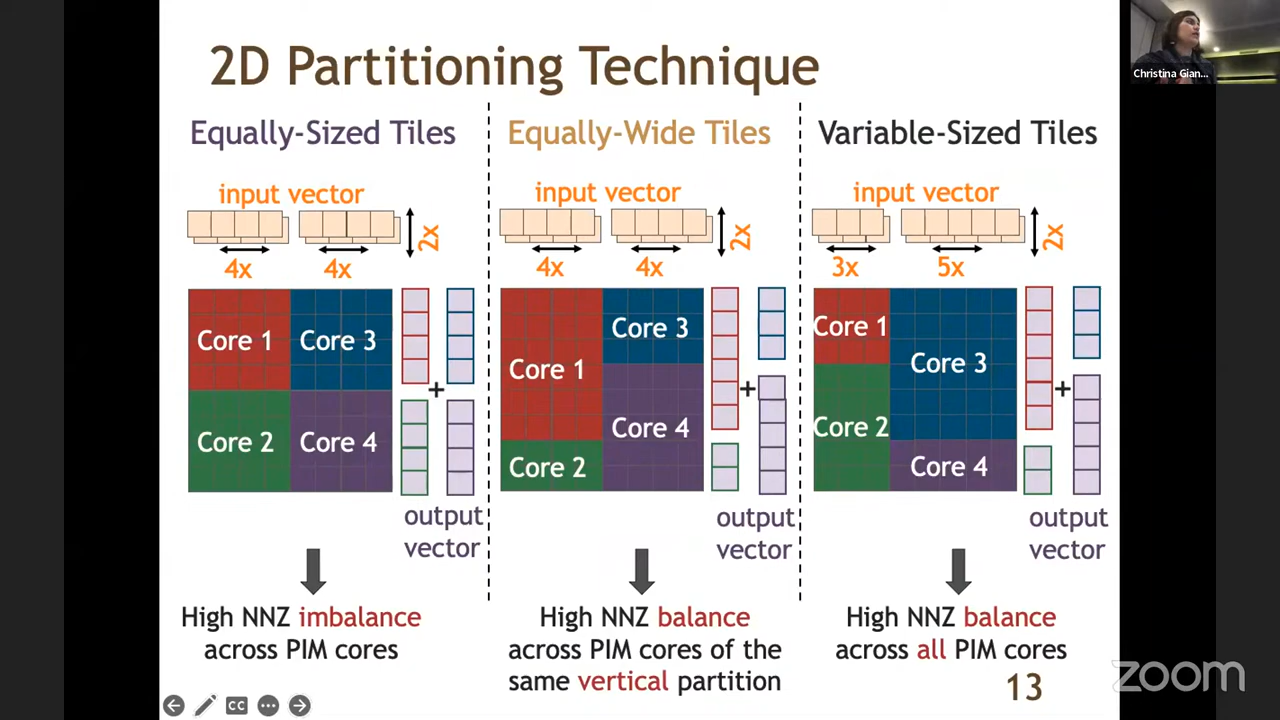 2D Partitioning Technique
Christina Gian...
Equally-Sized Tiles
input vector
2x
4x
4x
Core 1
Core 3
Core 2
Core 4
+
output
vector
High NNZ imbalance
across PIM cores
Equally-Wide Tiles
input vector
2x
4x
4x
Core 1
Core 3
Core 4
Core 2
+
output
vector
High NNZ balance
across PIM cores of the
same vertical partition
Variable-Sized Tiles
input vector
2x
3x
5x
Core 1
Core 3
Core 2
Core 4
+
output
vector
High NNZ balance
across all PIM cores
13
CC
zoom